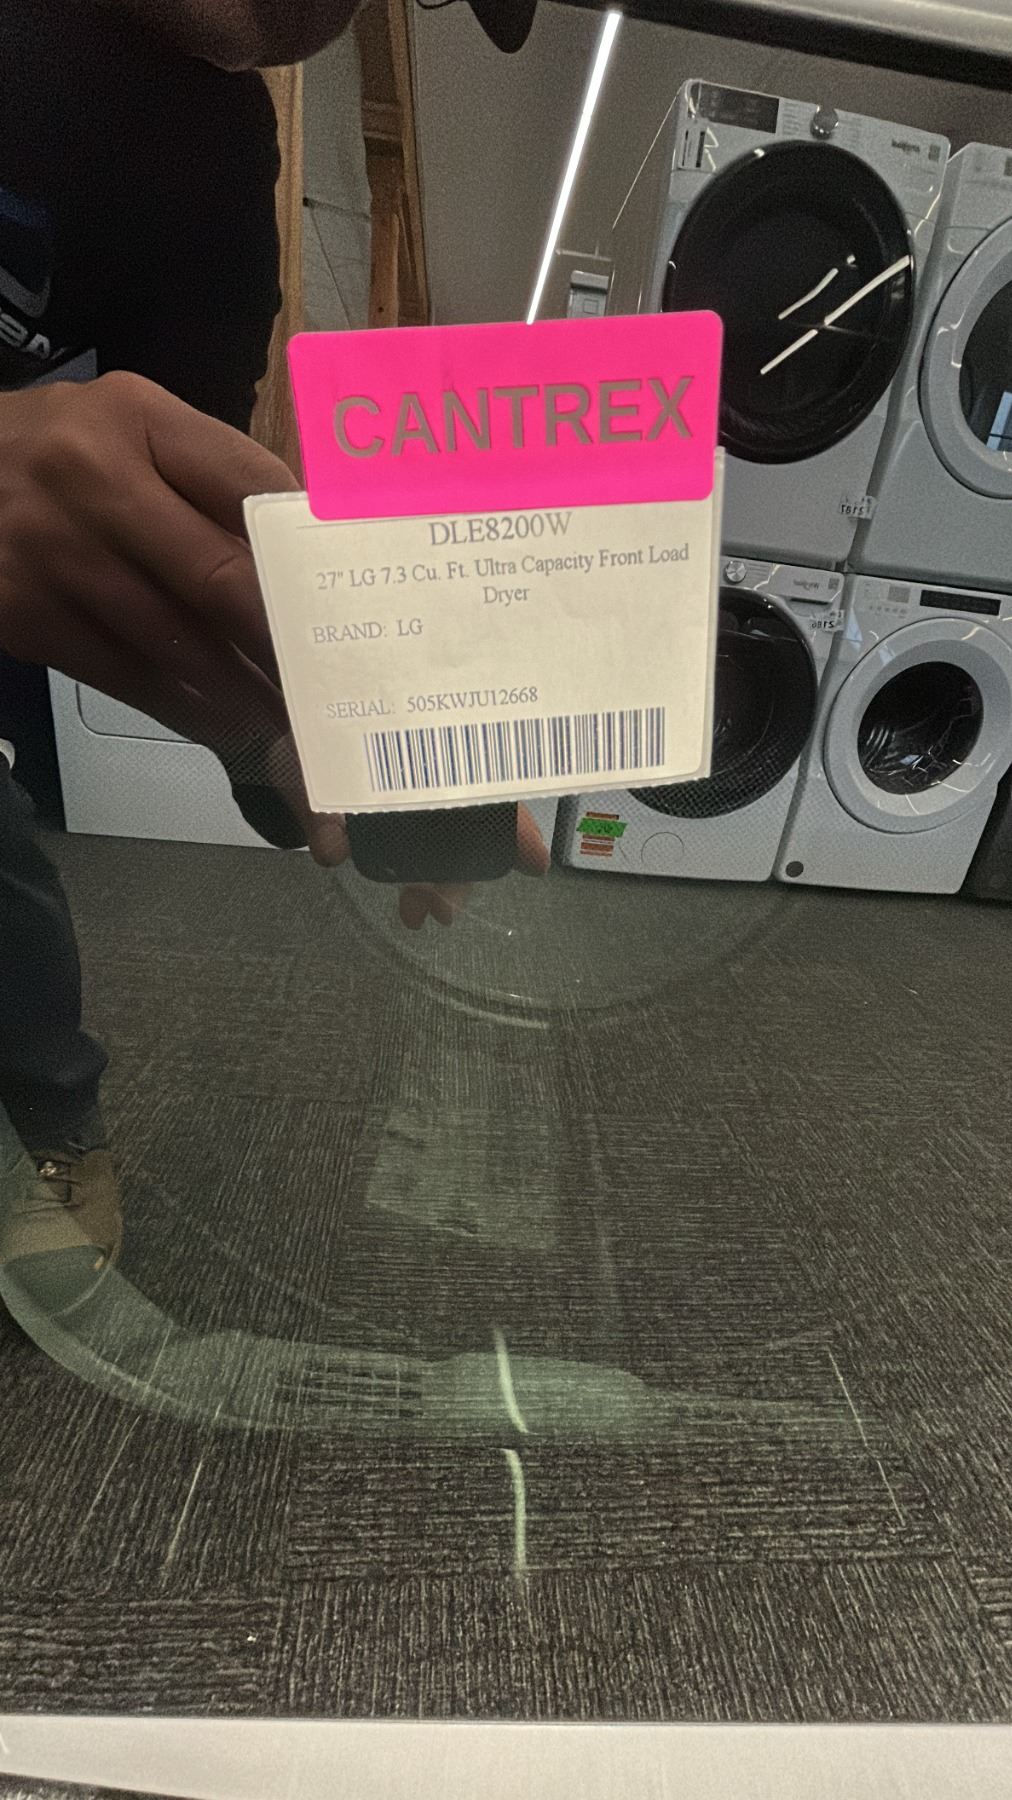 CANTREX
DLE8200W
27" LG 7.3 Cu. Ft. Ultra Capacity Front Load
Dryer
BRAND: LG
SERIAL: 505KWJU12668